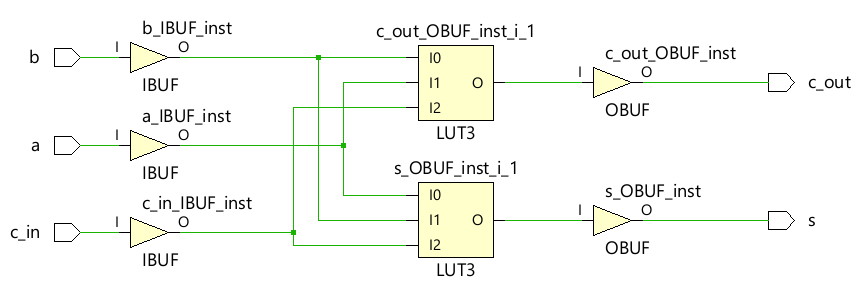 b_IBUF_inst
b
I
O
IBUF
c_out_OBUF_inst_i_1
I0
I1
I2
O
LUT3
c_out_OBUF_inst
I
O
OBUF
c_out
a_IBUF_inst
a
I
O
IBUF
s_OBUF_inst_i_1
I0
I1
I2
O
LUT3
s_OBUF_inst
I
O
OBUF
s
c_in_IBUF_inst
c_in
I
O
IBUF